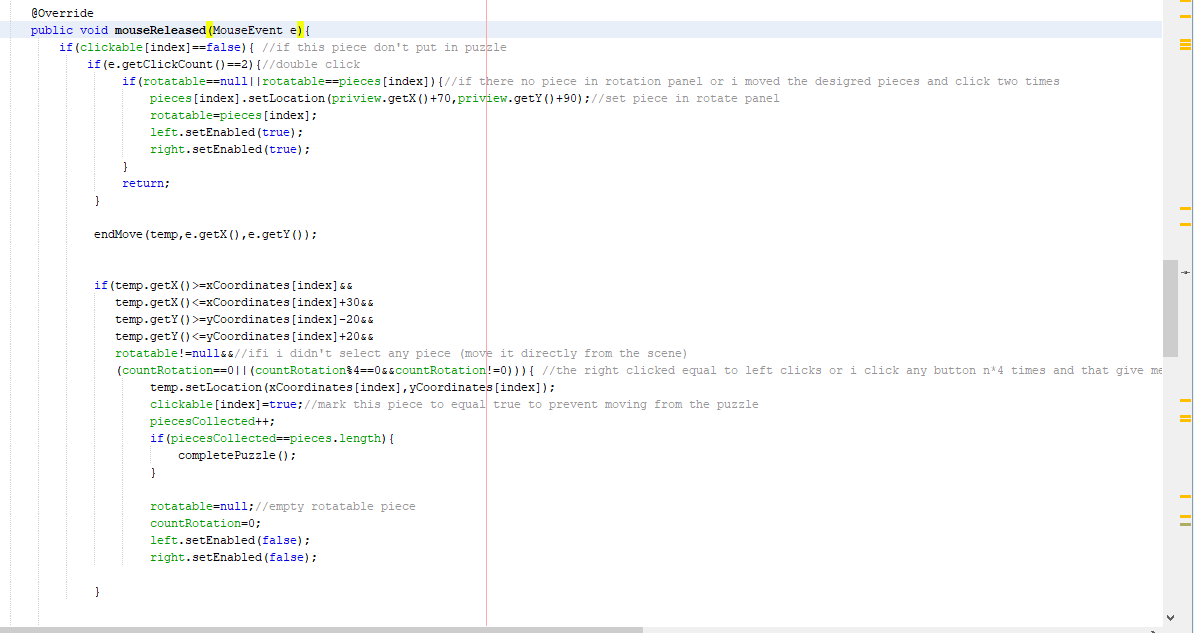 @Override
public void mouseReleased(MouseEvent e){
if(clickable[index]==false){ //if this piece don't put in puzzle
if(e.getClickCount()==2){//double click
if(rotatable==null||rotatable==pieces[index]){//if there no piece in rotation panel or i moved the desigred pieces and click two times
pieces[index].setLocation(priview.getX()+70,priview.getY()+90);//set piece in rotate panel
rotatable=pieces[index];
left.setEnabled(true);
right.setEnabled(true);
}
return;
}
endMove(temp,e.getX(),e.getY());
if(temp.getX()>=xCoordinates[index]&&
temp.getX()<=xCoordinates[index]+30&&
temp.getY()>=yCoordinates[index]-20&&
temp.getY()<=yCoordinates[index]+20&&
rotatable!=null&&//ifi i didn't select any piece (move it directly from the scene)
(countRotation==0||(countRotation%4==0&&countRotation!=0))){ //the right clicked equal to left clicks or i click any button n*4 times and that give me
temp.setLocation(xCoordinates[index],yCoordinates[index]);
clickable[index]=true;//mark this piece to equal true to prevent moving from the puzzle
piecesCollected++;
if(piecesCollected==pieces.length){
completePuzzle();
}
rotatable=null;//empty rotatable piece
countRotation=0;
left.setEnabled(false);
right.setEnabled(false);
}